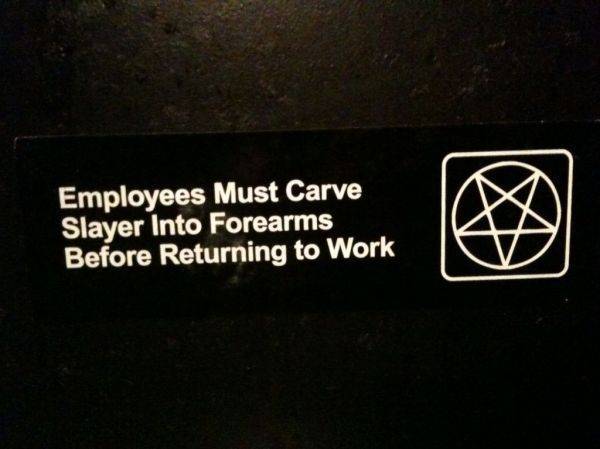 Employees Must Carve
Slayer Into Forearms
Before Returning to Work